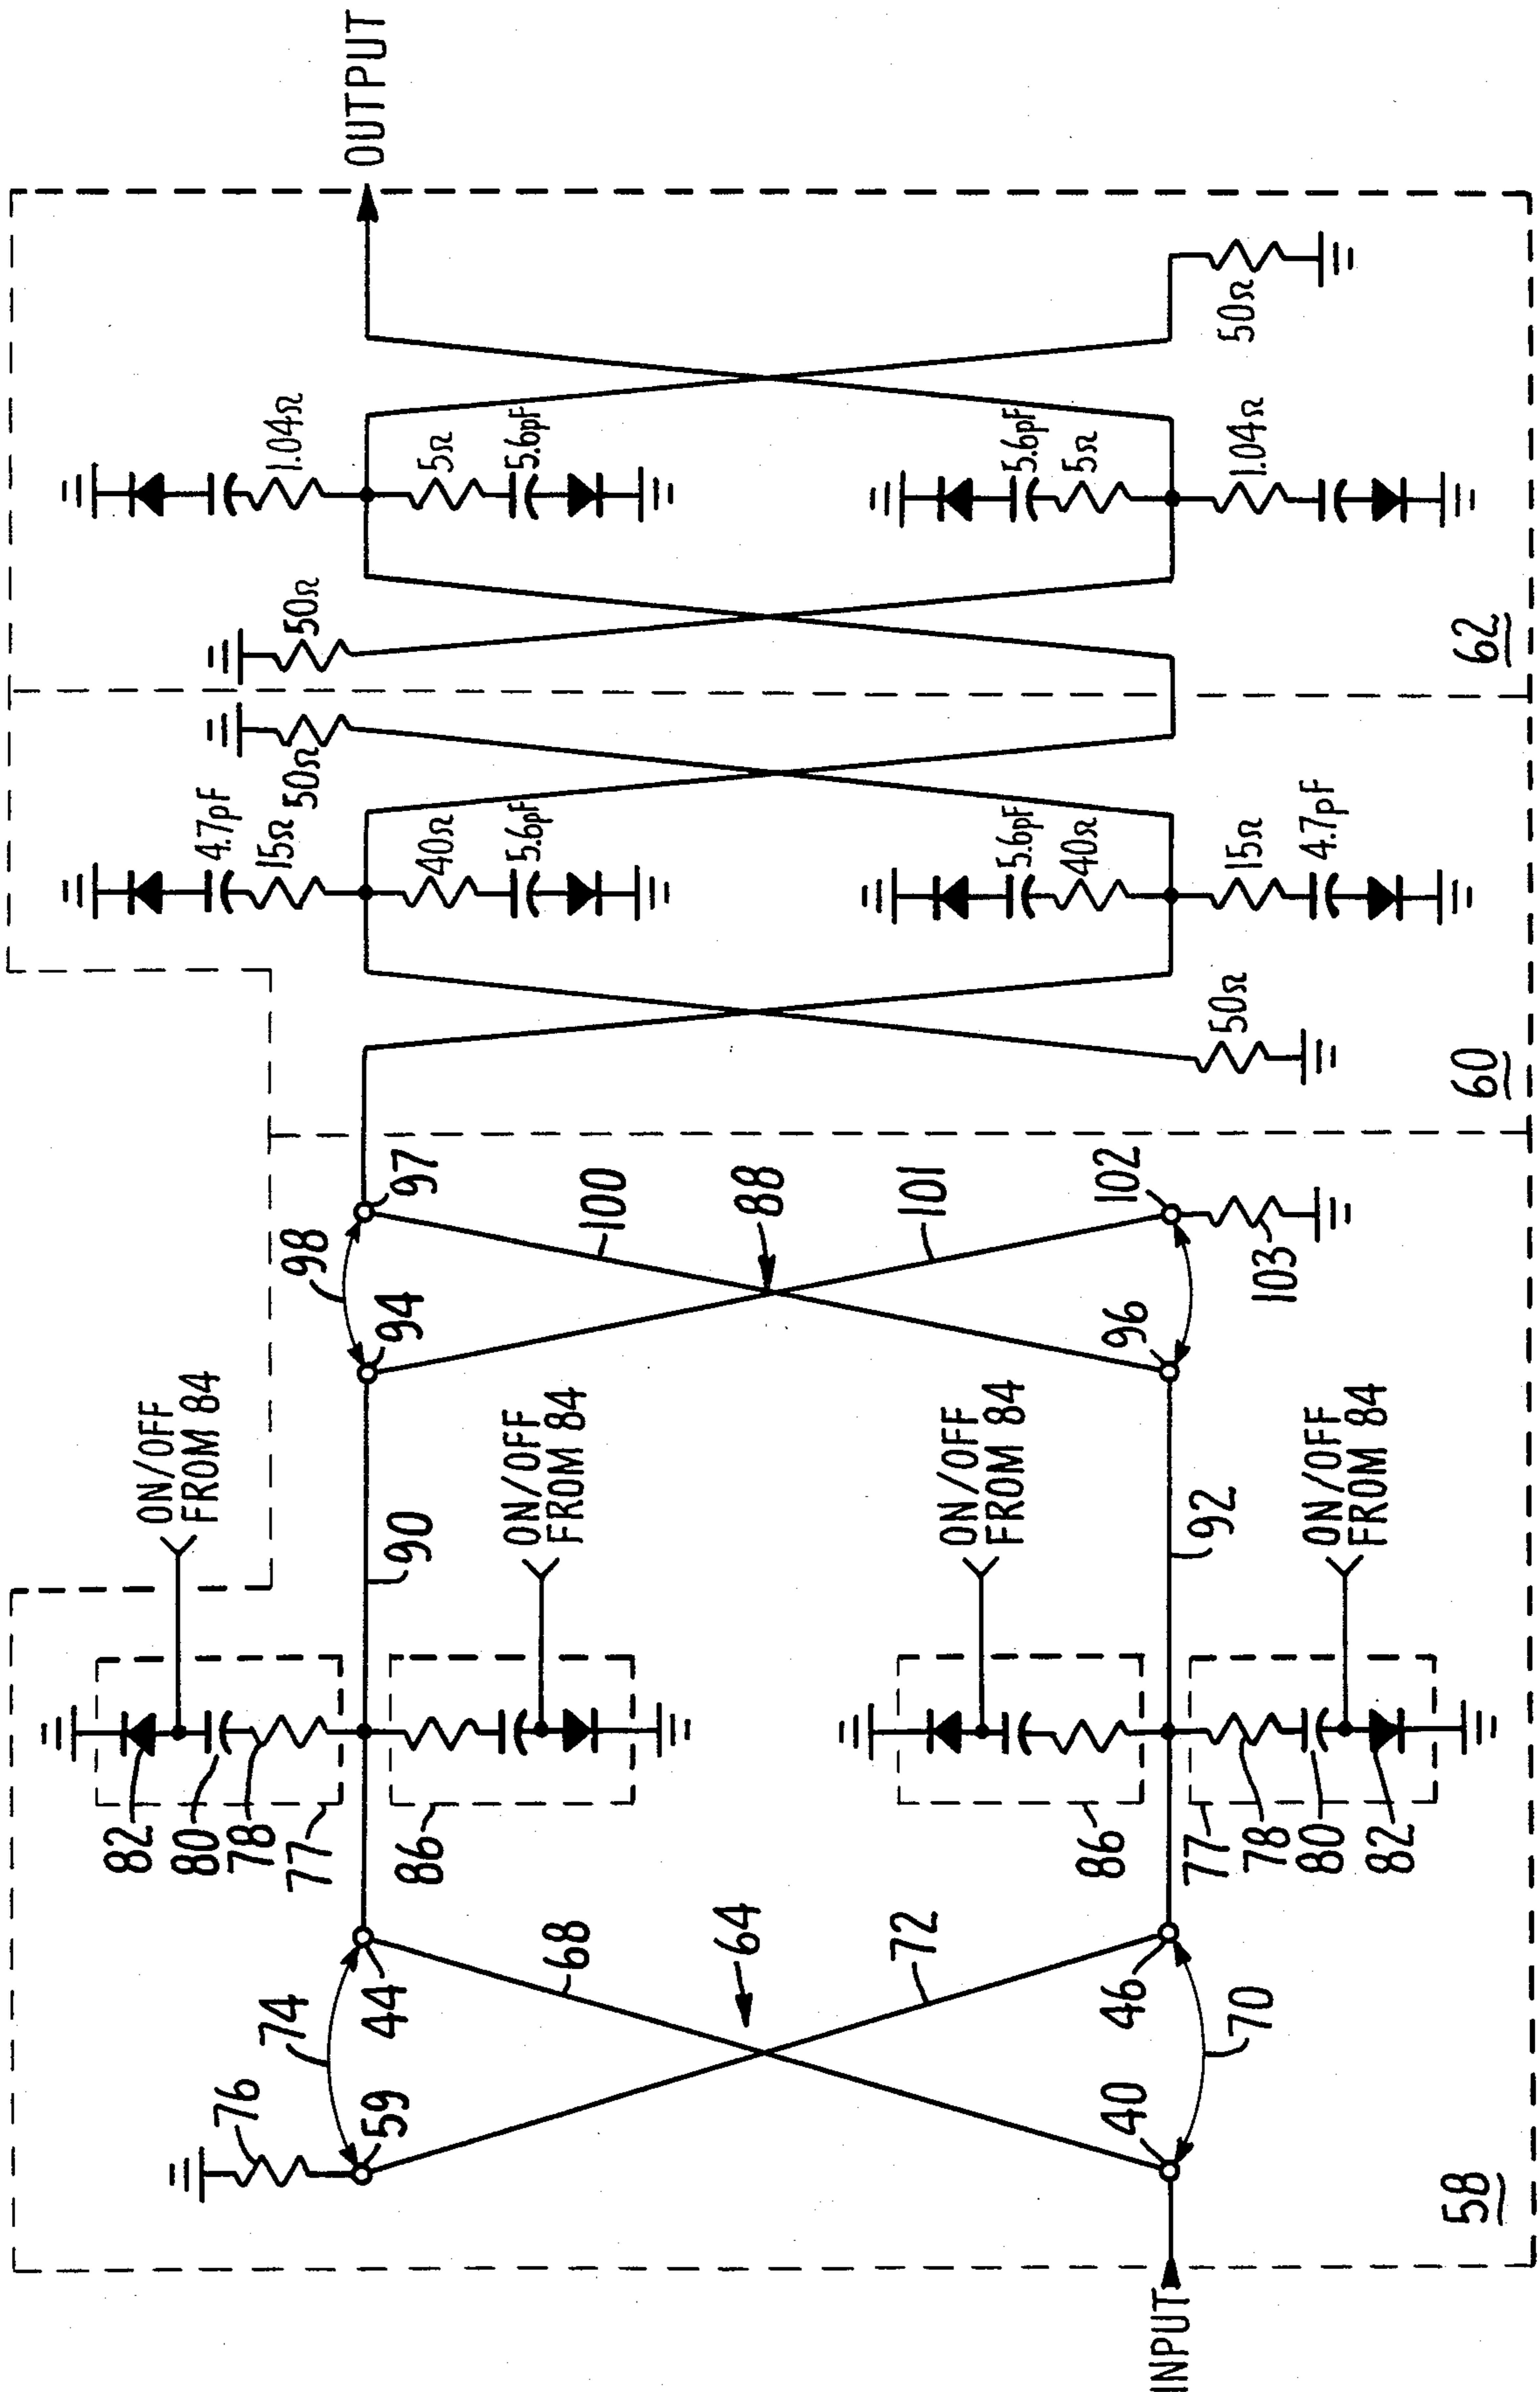 INPUT
OUTPUT
58
60
62
76
59
74
44
68
64
72
40
46
70
82
80
78
77
86
ON/OFF
FROM 84
ON/OFF
FROM 84
90
86
77
78
80
82
ON/OFF
FROM 84
ON/OFF
FROM 84
92
94
98
97
100
88
101
96
102
103
50Ω
4.7pF
15Ω
50Ω
40Ω
5.6pF
5.6pF
40Ω
15Ω
4.7pF
50Ω
1.04Ω
5Ω
5.6pF
5.6pF
5Ω
1.04Ω
50Ω